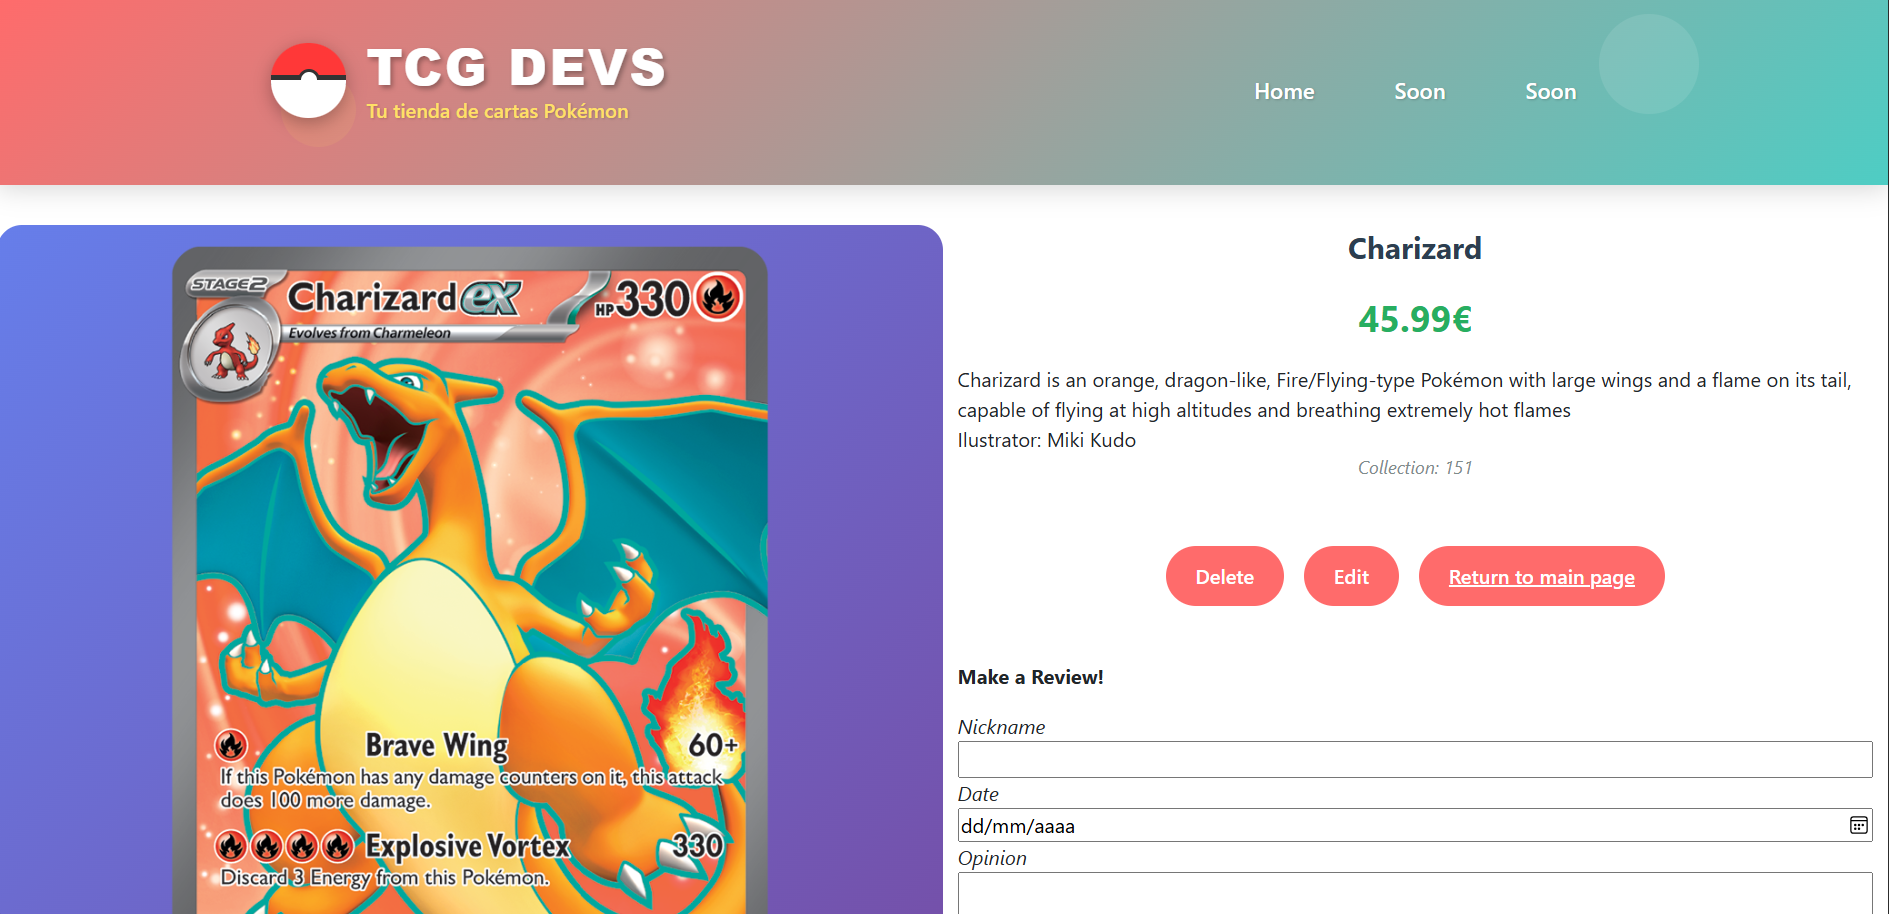 TCG DEVS
Tu tienda de cartas Pokémon
Home
Soon
Soon
STAGE2
Charizard ex
HP 330
Evolves from Charmeleon
Brave Wing 60+
If this Pokémon has any damage counters on it, this attack
does 100 more damage.
Explosive Vortex 330
Discard 3 Energy from this Pokémon.
Charizard
45.99€
Charizard is an orange, dragon-like, Fire/Flying-type Pokémon with large wings and a flame on its tail,
capable of flying at high altitudes and breathing extremely hot flames
Ilustrator: Miki Kudo
Collection: 151
Delete
Edit
Return to main page
Make a Review!
Nickname
Date
dd/mm/aaaa
Opinion